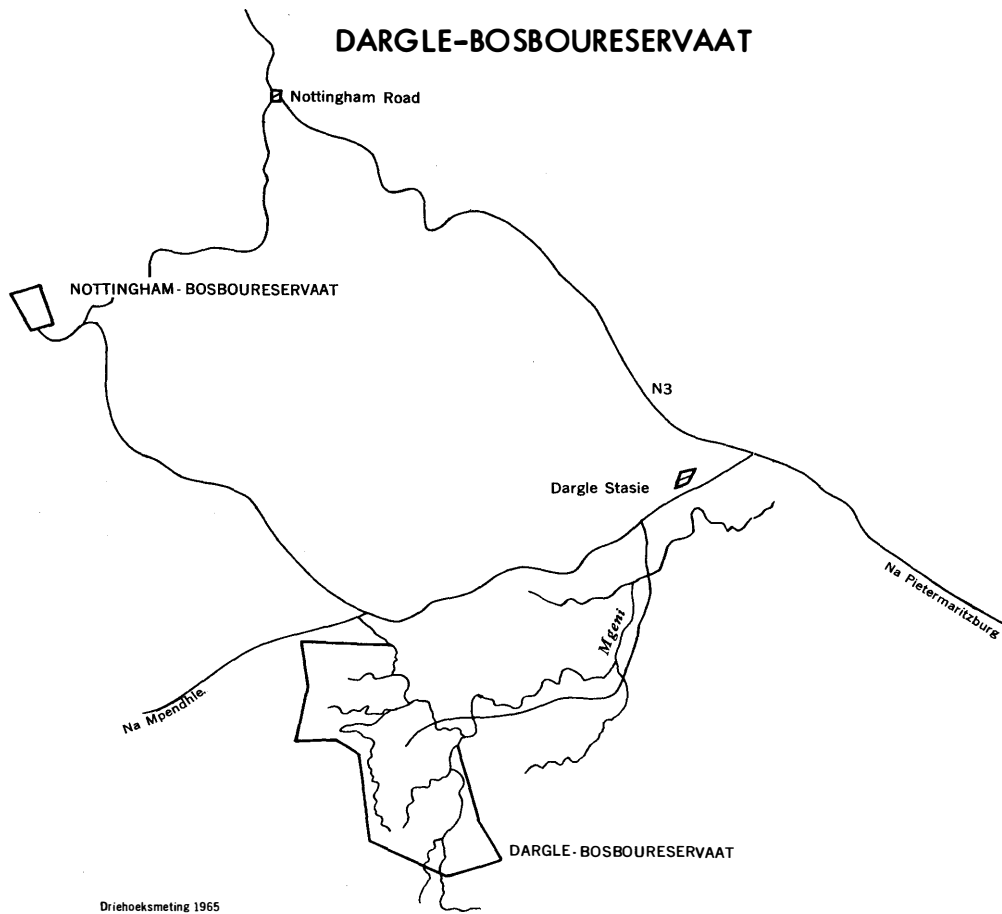 DARGLE-BOSBOURESERVAAT
Nottingham Road
NOTTINGHAM-BOSBOURESERVAAT
N3
Dargle Stasie
Na Pietermaritzburg
Mgeni
Na Mpendhle.
DARGLE-BOSBOURESERVAAT
Driehoeksmeting 1965